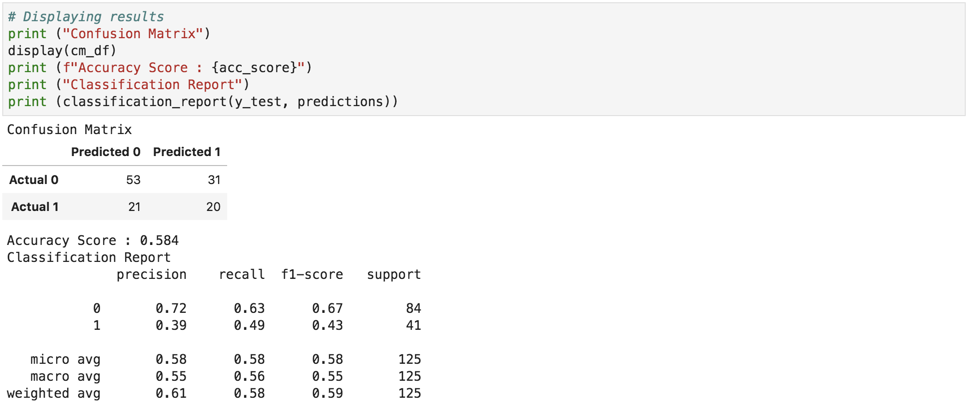 # Displaying results
print ("Confusion Matrix")
display(cm_df)
print (f"Accuracy Score : {acc_score}")
print ("Classification Report")
print (classification_report(y_test, predictions))
Confusion Matrix
Predicted 0 Predicted 1
Actual 0 53 31
Actual 1 21 20
Accuracy Score : 0.584
Classification Report
precision recall f1-score support
0 0.72 0.63 0.67 84
1 0.39 0.49 0.43 41
micro avg 0.58 0.58 0.58 125
macro avg 0.55 0.56 0.55 125
weighted avg 0.61 0.58 0.59 125